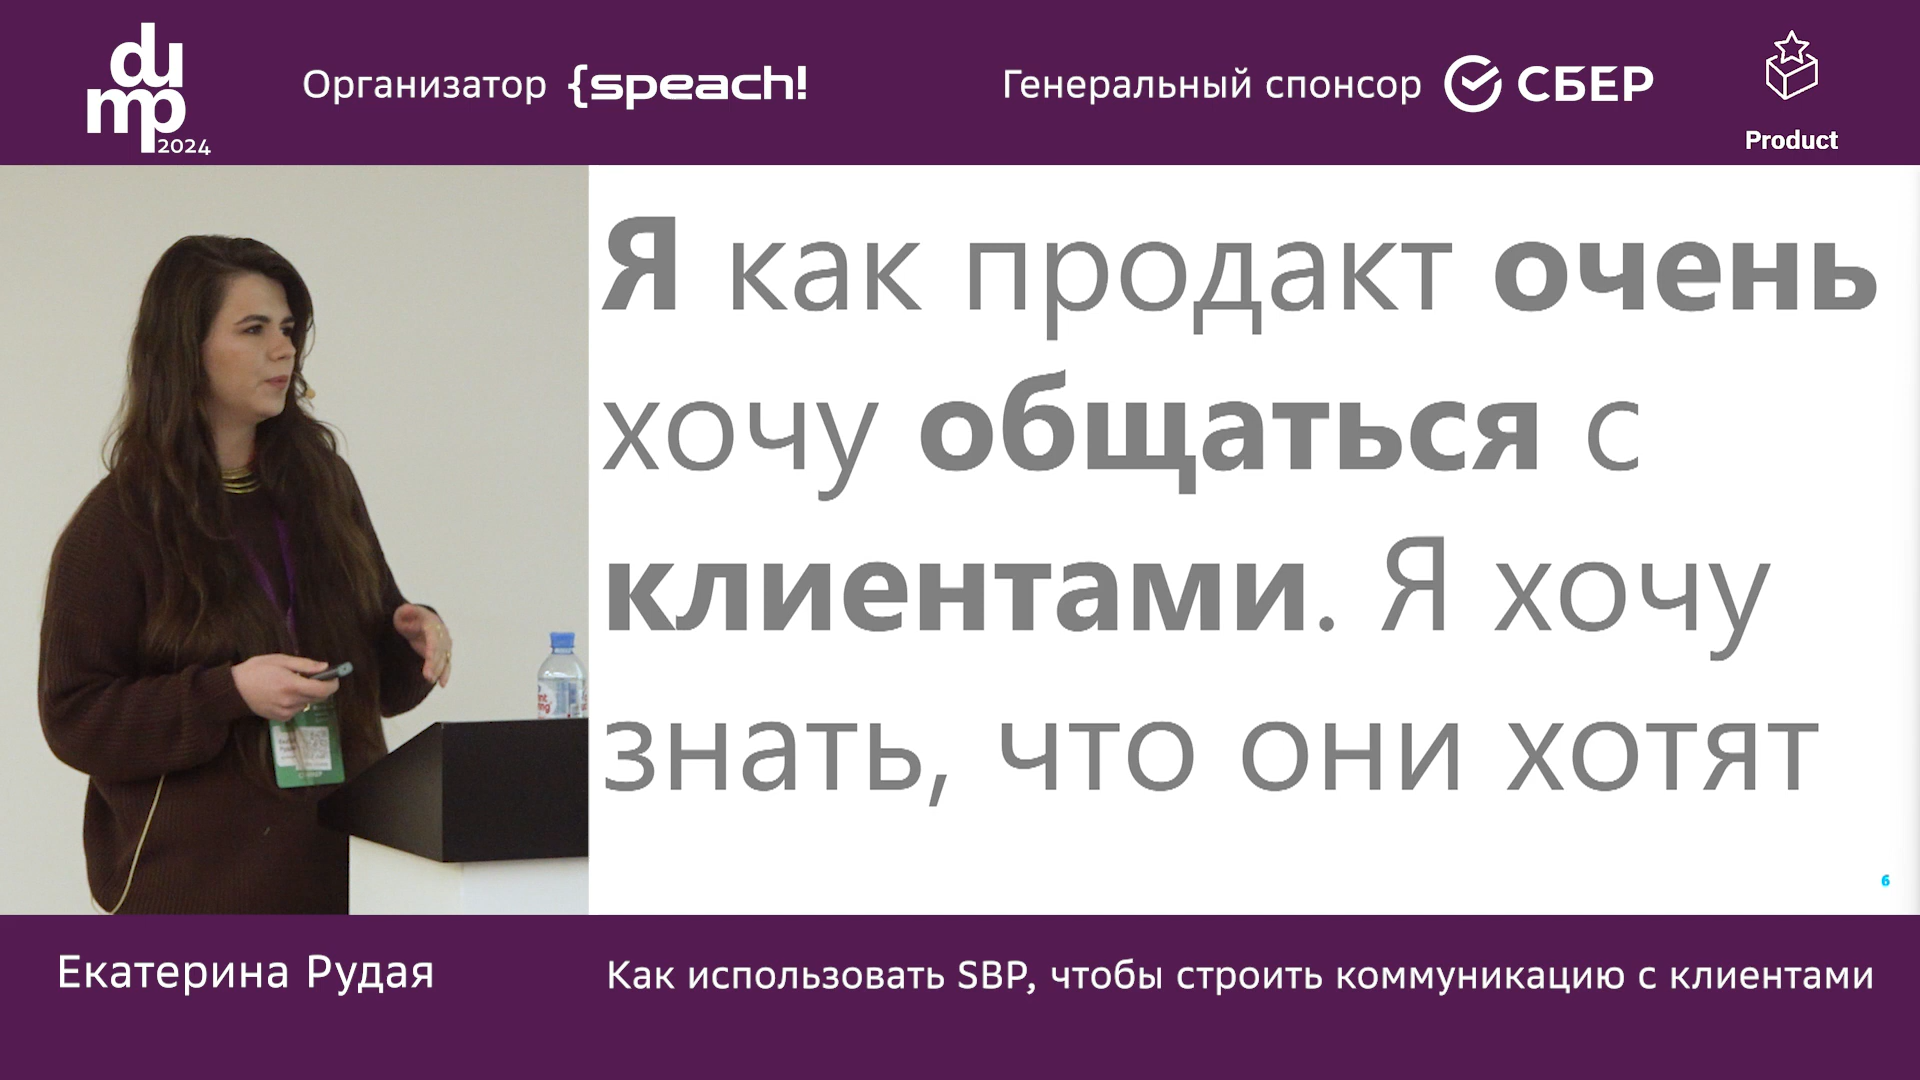 dump 2024
Организатор {speach!
Генеральный спонсор СБЕР
Product
Я как продакт очень
хочу общаться с
клиентами. Я хочу
знать, что они хотят
6
Екатерина Рудая
Как использовать SBP, чтобы строить коммуникацию с клиентами